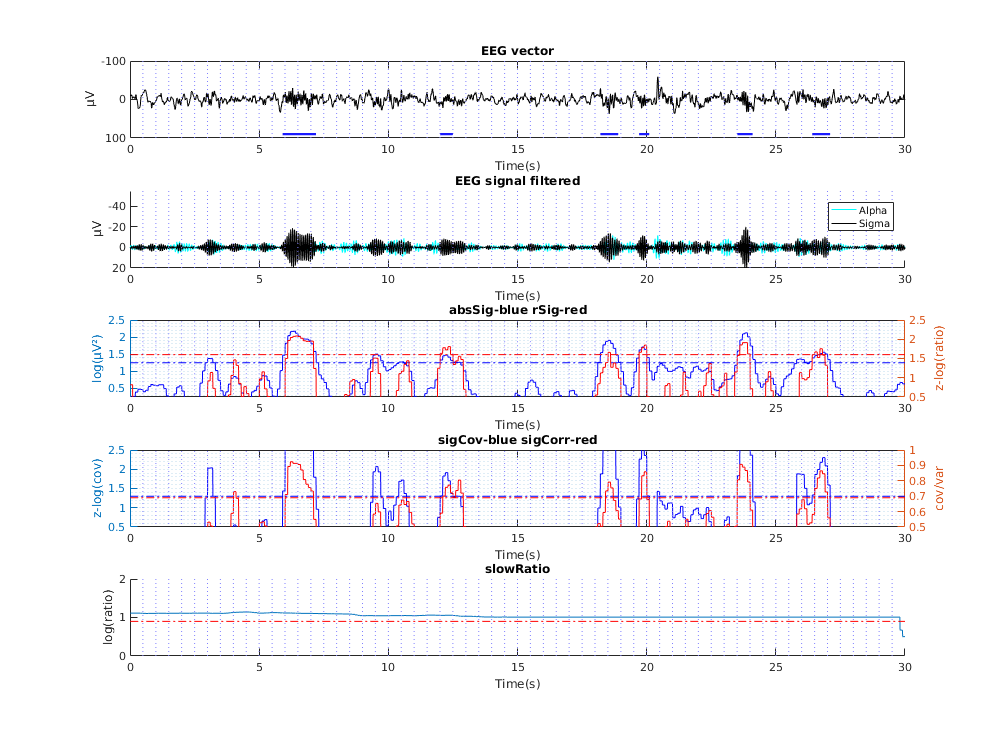 EEG vector
-100
0
100
µV
0 5 10 15 20 25 30
Time(s)
EEG signal filtered
-40
-20
0
20
µV
Alpha
Sigma
0 5 10 15 20 25 30
Time(s)
absSig-blue rSig-red
2.5
2
1.5
1
0.5
log(µV²)
2.5
2
1.5
1
0.5
z-log(ratio)
0 5 10 15 20 25 30
Time(s)
sigCov-blue sigCorr-red
2.5
2
1.5
1
0.5
z-log(cov)
1
0.9
0.8
0.7
0.6
0.5
cov/var
0 5 10 15 20 25 30
Time(s)
slowRatio
2
1
0
log(ratio)
0 5 10 15 20 25 30
Time(s)